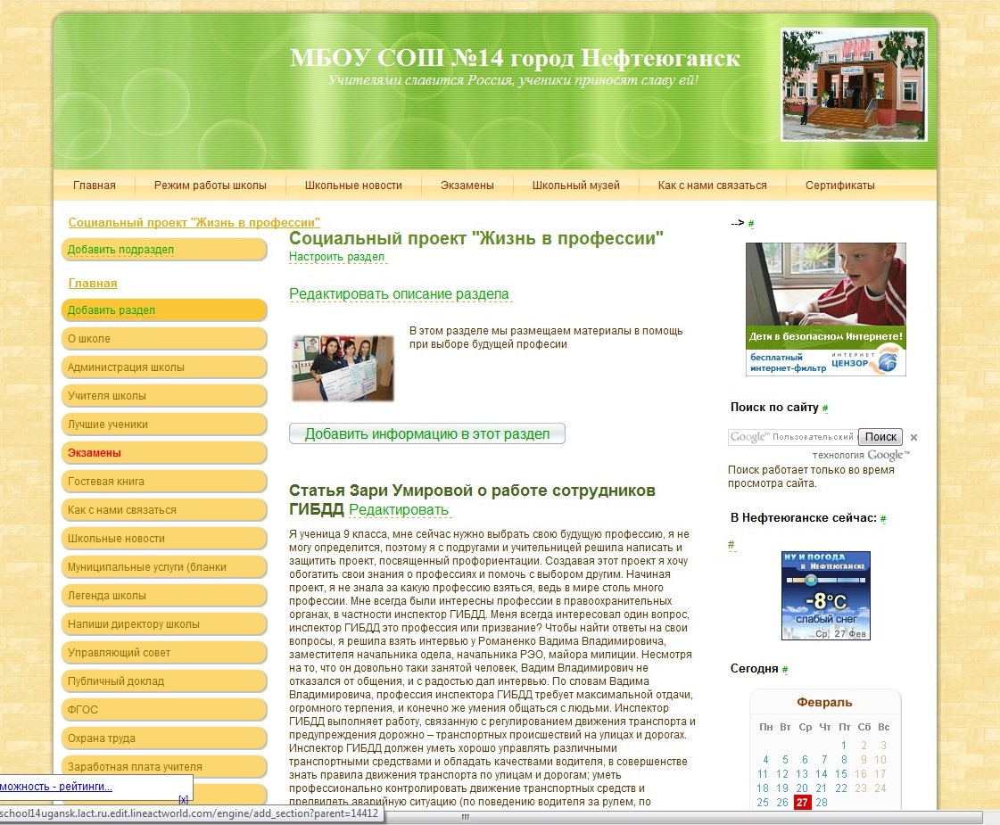 МБОУ СОШ №14 город Нефтеюганск
Учителями славится Россия, ученики приносят славу ей!
Главная
Режим работы школы
Школьные новости
Экзамены
Школьный музей
Как с нами связаться
Сертификаты
Социальный проект "Жизнь в профессии"
Добавить подраздел
Главная
Добавить раздел
О школе
Администрация школы
Учителя школы
Лучшие ученики
Экзамены
Гостевая книга
Как с нами связаться
Школьные новости
Муниципальные услуги (бланки
Легенда школы
Напиши директору школы
Управляющий совет
Публичный доклад
ФГОС
Охрана труда
Заработная плата учителя
можность - рейтинги...
[x]
school14ugansk.lact.ru.edit.lineactworld.com/engine/add_section?parent=14412
Социальный проект "Жизнь в профессии"
Настроить раздел
Редактировать описание раздела
В этом разделе мы размещаем материалы в помощь
при выборе будущей професии
Добавить информацию в этот раздел
Статья Зари Умировой о работе сотрудников
ГИБДД Редактировать
Я ученица 9 класса, мне сейчас нужно выбрать свою будущую профессию, я не
могу определится, поэтому я с подругами и учительницей решила написать и
защитить проект, посвященный профориентации. Создавая этот проект я хочу
обогатить свои знания о профессиях и помочь с выбором другим. Начиная
проект, я не знала за какую профессию взяться, ведь в мире столь много
профессии. Мне всегда были интересны профессии в правоохранительных
органах, в частности инспектор ГИБДД. Меня всегда интересовал один вопрос,
инспектор ГИБДД это профессия или призвание? Чтобы найти ответы на свои
вопросы, я решила взять интервью у Романенко Вадима Владимировича,
заместителя начальника одела, начальника РЭО, майора милиции. Несмотря
на то, что он довольно таки занятой человек, Вадим Владимирович не
отказался от общения, и с радостью дал интервью. По словам Вадима
Владимировича, профессия инспектора ГИБДД требует максимальной отдачи,
огромного терпения, и конечно же умения общаться с людьми. Инспектор
ГИБДД выполняет работу, связанную с регулированием движения транспорта и
предупреждения дорожно – транспортных происшествий на улицах и дорогах.
Инспектор ГИБДД должен уметь хорошо управлять различными
транспортными средствами и обладать качествами водителя, в совершенстве
знать правила движения транспорта по улицам и дорогам; уметь
профессионально контролировать движение транспортных средств и
предвидеть аварийную ситуацию (по поведению водителя за рулем, по
--> #
Дети в безопасном Интернете!
бесплатный
интернет-фильтр
ИНТЕРНЕТ
ЦЕНЗОР
Поиск по сайту #
Google™ Пользовательский
Поиск
×
технология Google™
Поиск работает только во время
просмотра сайта.
В Нефтеюганске сейчас: #
#
НУ И ПОГОДА
в Нефтеюганске
-8°C
слабый снег
Ср, 27 Фев
Сегодня #
Февраль
Пн Вт Ср Чт Пт Сб Вс
1 2 3
4 5 6 7 8 9 10
11 12 13 14 15 16 17
18 19 20 21 22 23 24
25 26 27 28